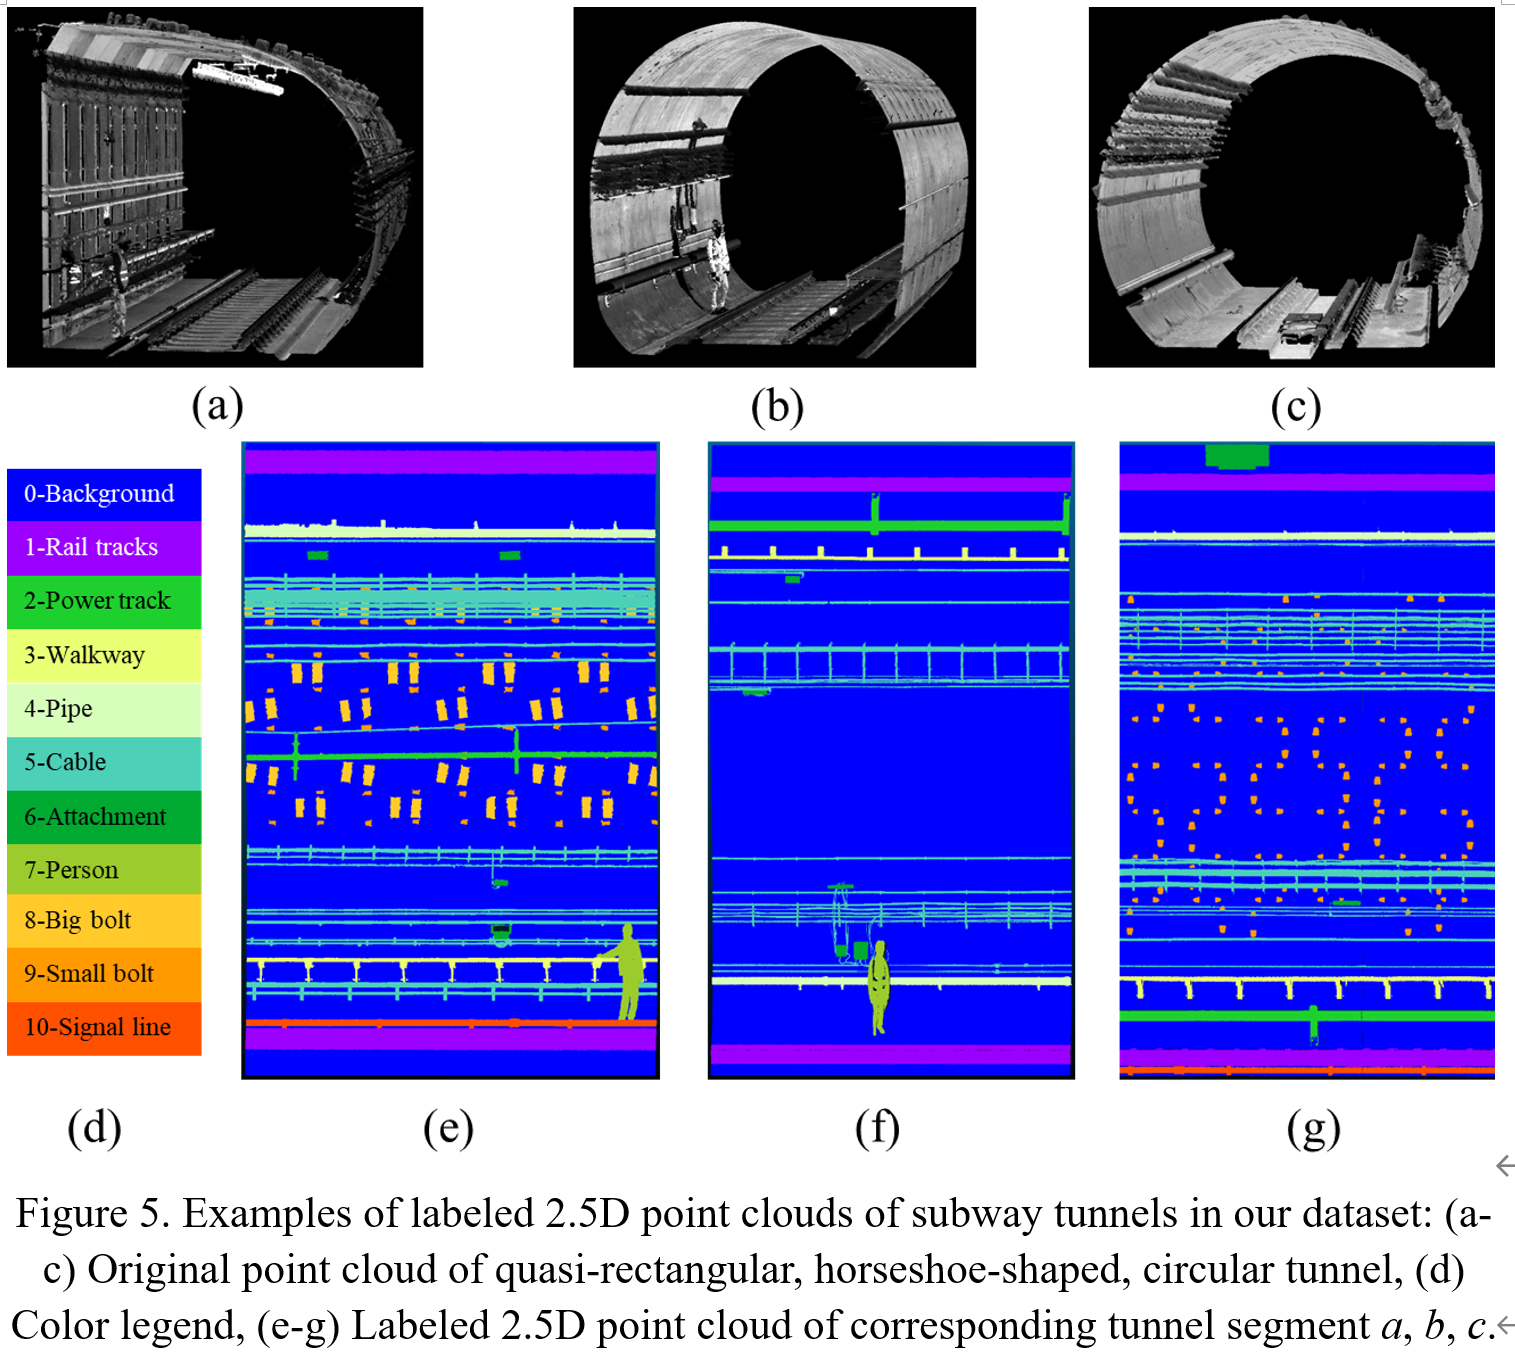 (a)
(b)
(c)
0-Background
1-Rail tracks
2-Power track
3-Walkway
4-Pipe
5-Cable
6-Attachment
7-Person
8-Big bolt
9-Small bolt
10-Signal line
(d)
(e)
(f)
(g)
Figure 5. Examples of labeled 2.5D point clouds of subway tunnels in our dataset: (a-
c) Original point cloud of quasi-rectangular, horseshoe-shaped, circular tunnel, (d)
Color legend, (e-g) Labeled 2.5D point cloud of corresponding tunnel segment a, b, c.